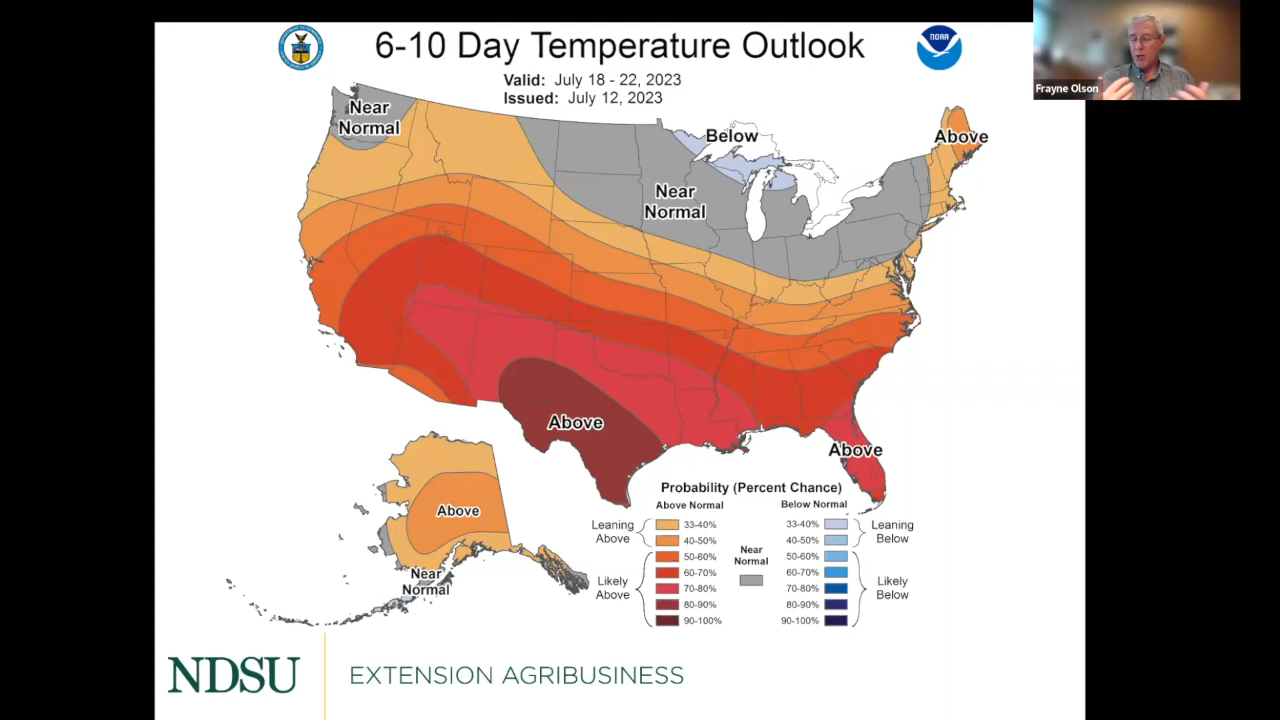 6-10 Day Temperature Outlook
NOAA
Valid: July 18 - 22, 2023
Issued: July 12, 2023
Frayne Olson
Near
Normal
Below
Above
Near
Normal
Above
Above
Above
Near
Normal
Probability (Percent Chance)
Above Normal
Below Normal
Leaning
Above
33-40%
40-50%
Likely
Above
50-60%
60-70%
70-80%
80-90%
90-100%
Near
Normal
33-40%
40-50%
Leaning
Below
50-60%
60-70%
70-80%
80-90%
90-100%
Likely
Below
NDSU
EXTENSION AGRIBUSINESS